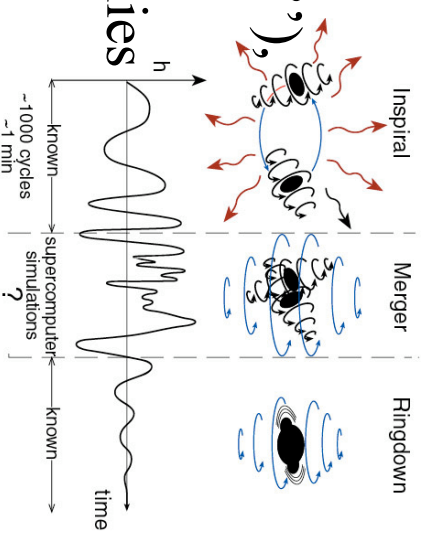 ’),
ies
Inspiral
Merger
Ringdown
h
time
known
~1000 cycles
~1 min
supercomputer
simulations
?
known